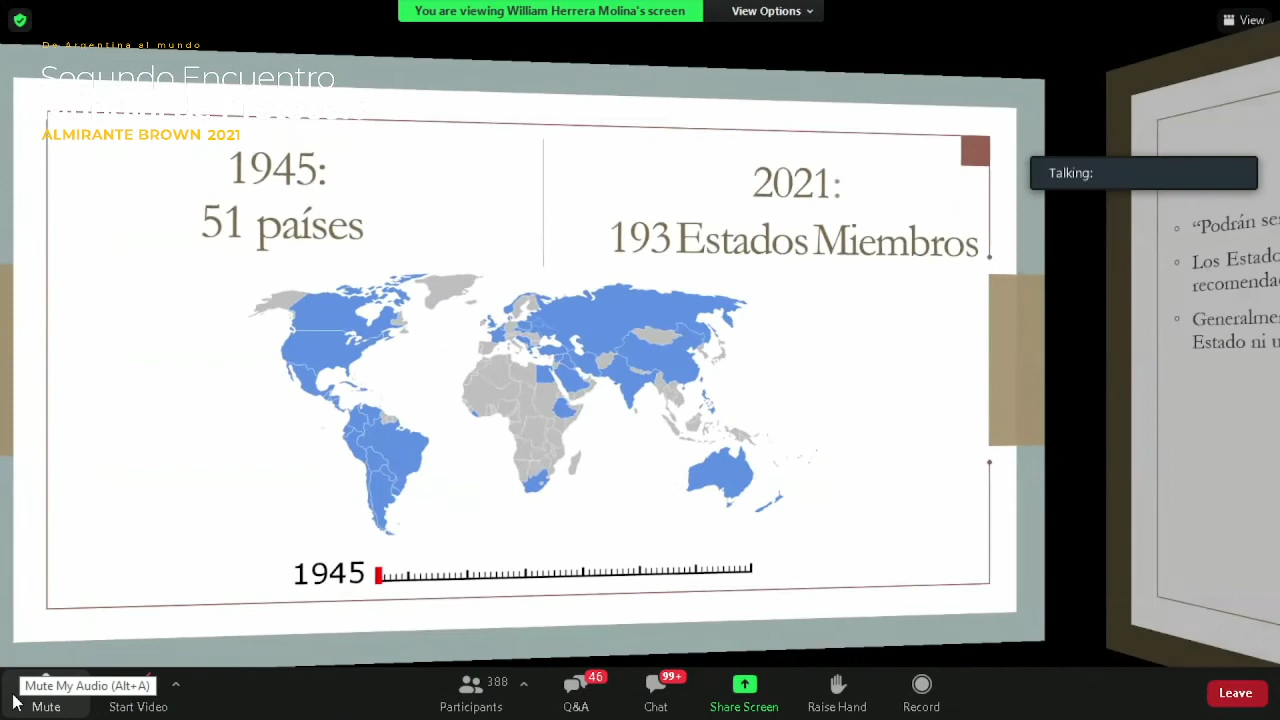 You are viewing William Herrera Molina's screen
View Options
View
De Argentina al mundo
Segundo Encuentro
ALMIRANTE BROWN 2021
1945:
51 países
2021:
193 Estados Miembros
Talking:
“Podrán se
Los Estado
recomenda
Generalme
Estado ni u
1945
Mute My Audio (Alt+A)
Mute
Start Video
388
Participants
46
Q&A
99+
Chat
Share Screen
Raise Hand
Record
Leave